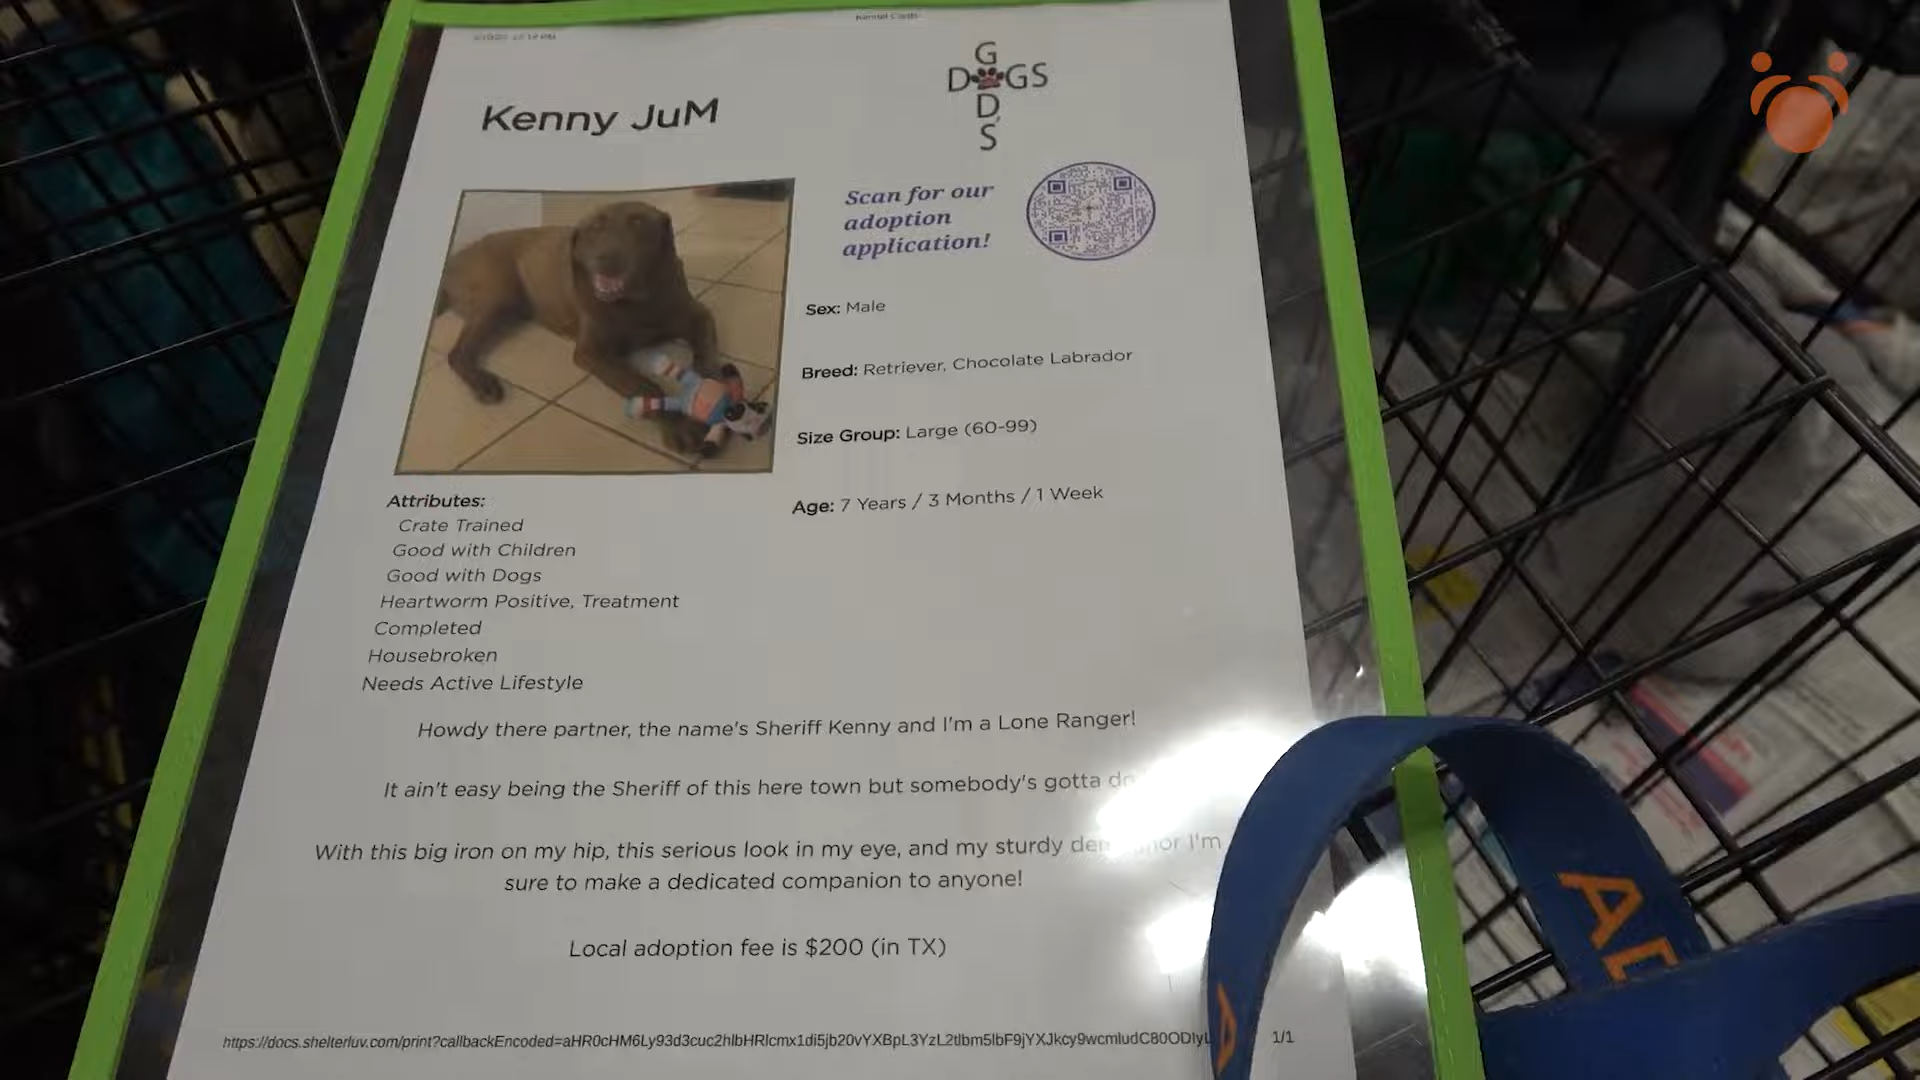 Kennel Cards
Kenny JuM
G
DOGS
D'
S
Scan for our
adoption
application!
Sex: Male
Breed: Retriever, Chocolate Labrador
Size Group: Large (60-99)
Age: 7 Years / 3 Months / 1 Week
Attributes:
Crate Trained
Good with Children
Good with Dogs
Heartworm Positive, Treatment
Completed
Housebroken
Needs Active Lifestyle
Howdy there partner, the name's Sheriff Kenny and I'm a Lone Ranger!
It ain't easy being the Sheriff of this here town but somebody's gotta do
With this big iron on my hip, this serious look in my eye, and my sturdy I'm
sure to make a dedicated companion to anyone!
Local adoption fee is $200 (in TX)
1/1